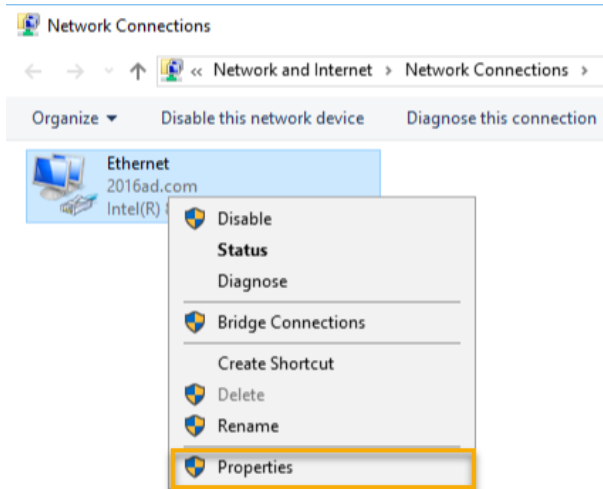 Network Connections
« Network and Internet > Network Connections >
Organize Disable this network device Diagnose this connection
Ethernet
2016ad.com
Intel(R)
Disable
Status
Diagnose
Bridge Connections
Create Shortcut
Delete
Rename
Properties